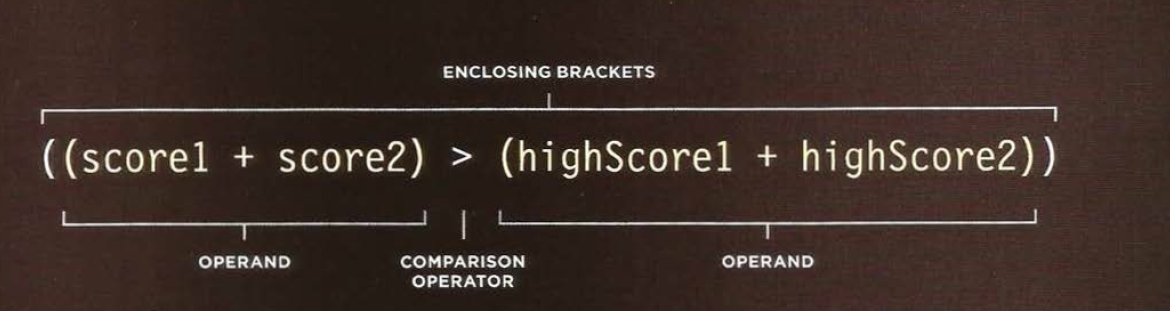 ENCLOSING BRACKETS
((score1 + score2) > (highScore1 + highScore2))
OPERAND
COMPARISON
OPERATOR
OPERAND